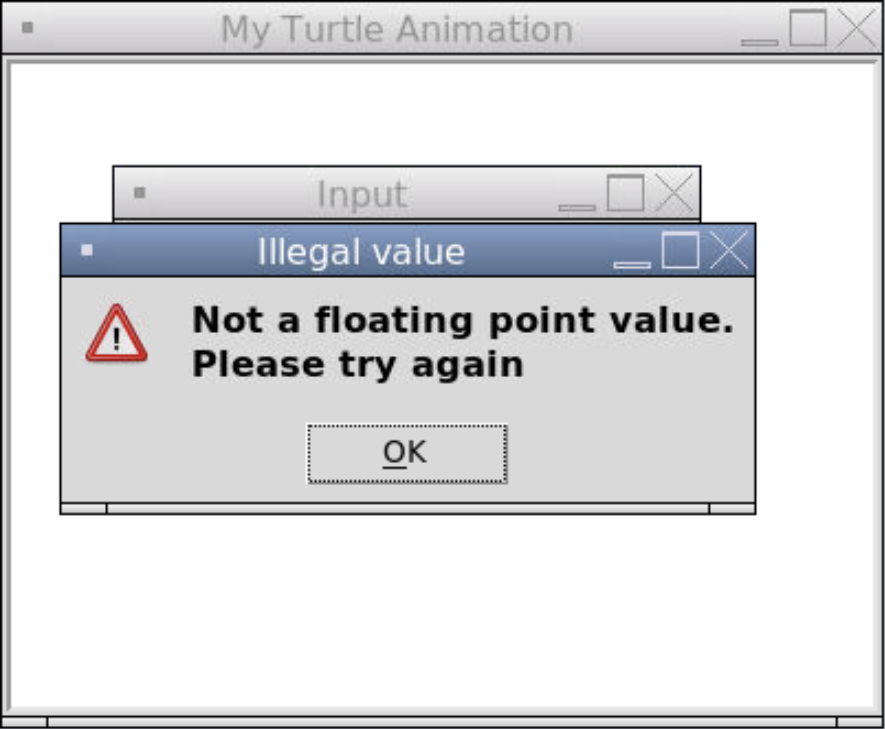 My Turtle Animation
Input
Illegal value
Not a floating point value.
Please try again
OK